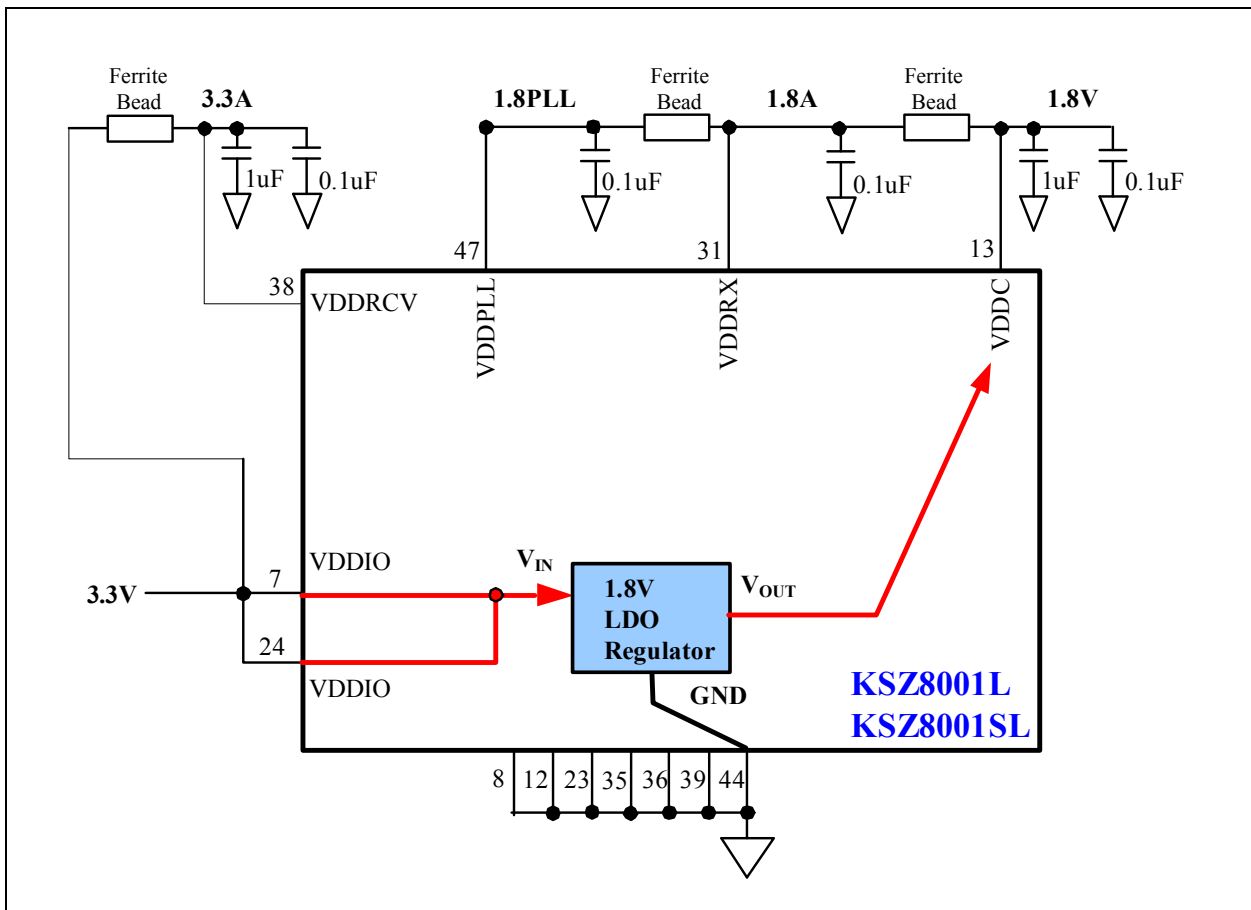 Ferrite
Bead
3.3A
1uF
0.1uF
1.8PLL
0.1uF
Ferrite
Bead
1.8A
0.1uF
Ferrite
Bead
1.8V
1uF
0.1uF
47
31
13
38
VDDRCV
VDDPLL
VDDRX
VDDC
3.3V
7
VDDIO
24
VDDIO
VIN
1.8V
LDO
Regulator
VOUT
GND
KSZ8001L
KSZ8001SL
8
12
23
35
36
39
44